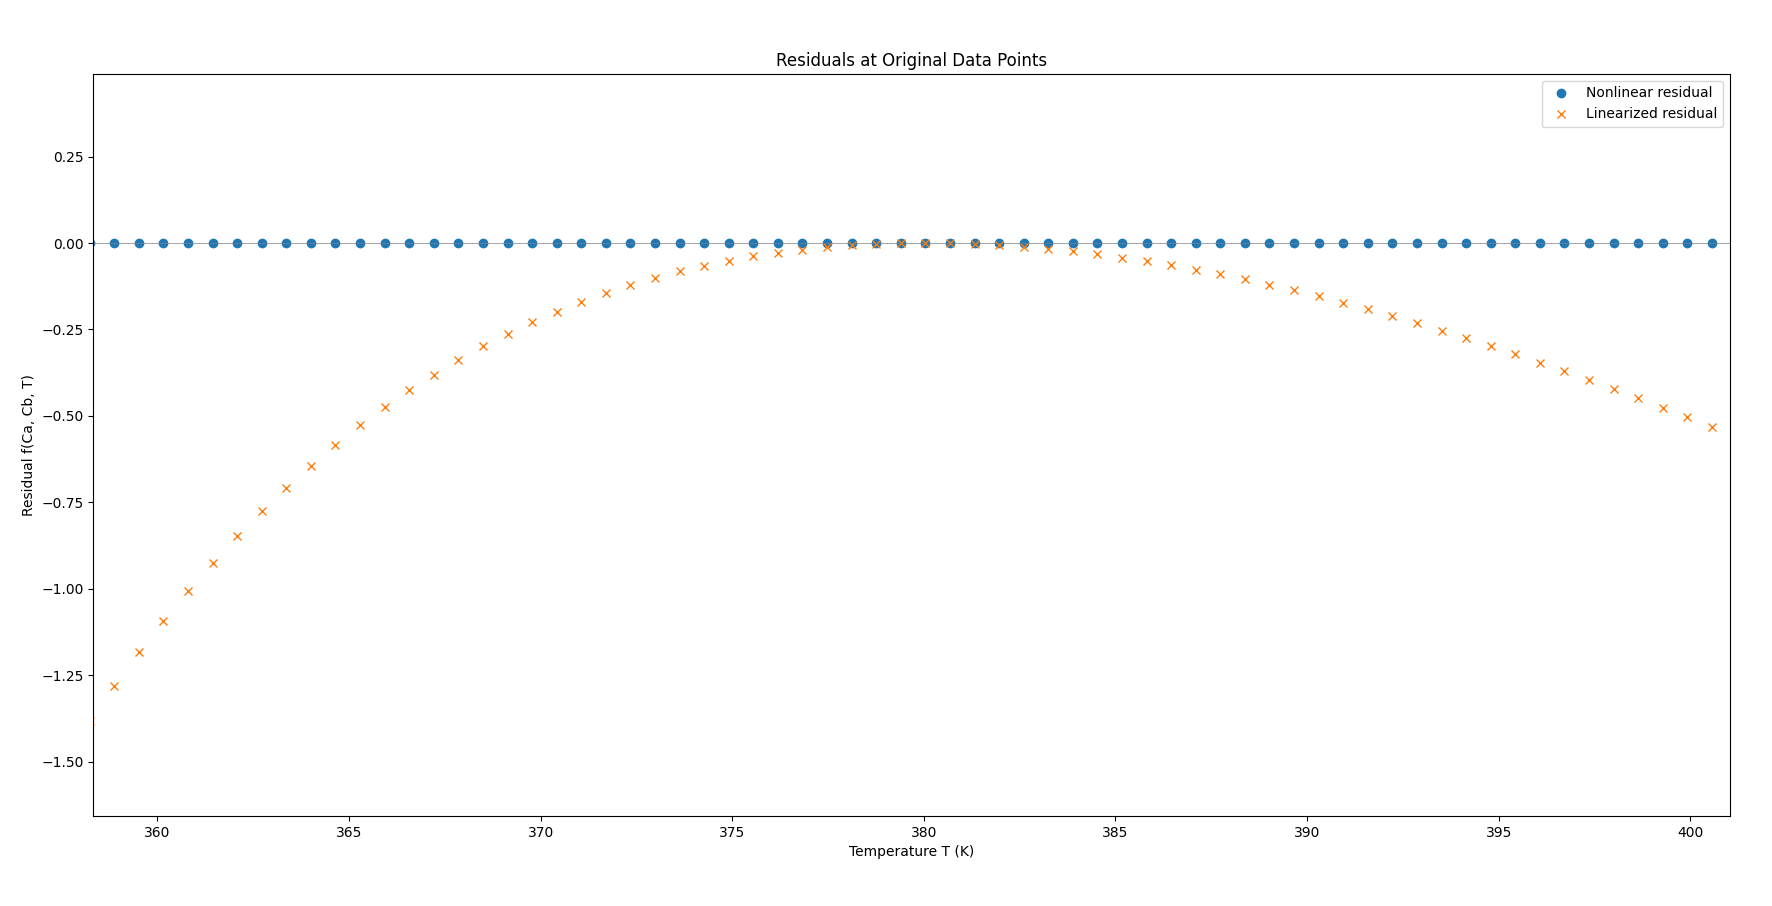 Residuals at Original Data Points
Nonlinear residual
Linearized residual
0.25
0.00
−0.25
−0.50
−0.75
−1.00
−1.25
−1.50
Residual f(Ca, Cb, T)
360 365 370 375 380 385 390 395 400
Temperature T (K)